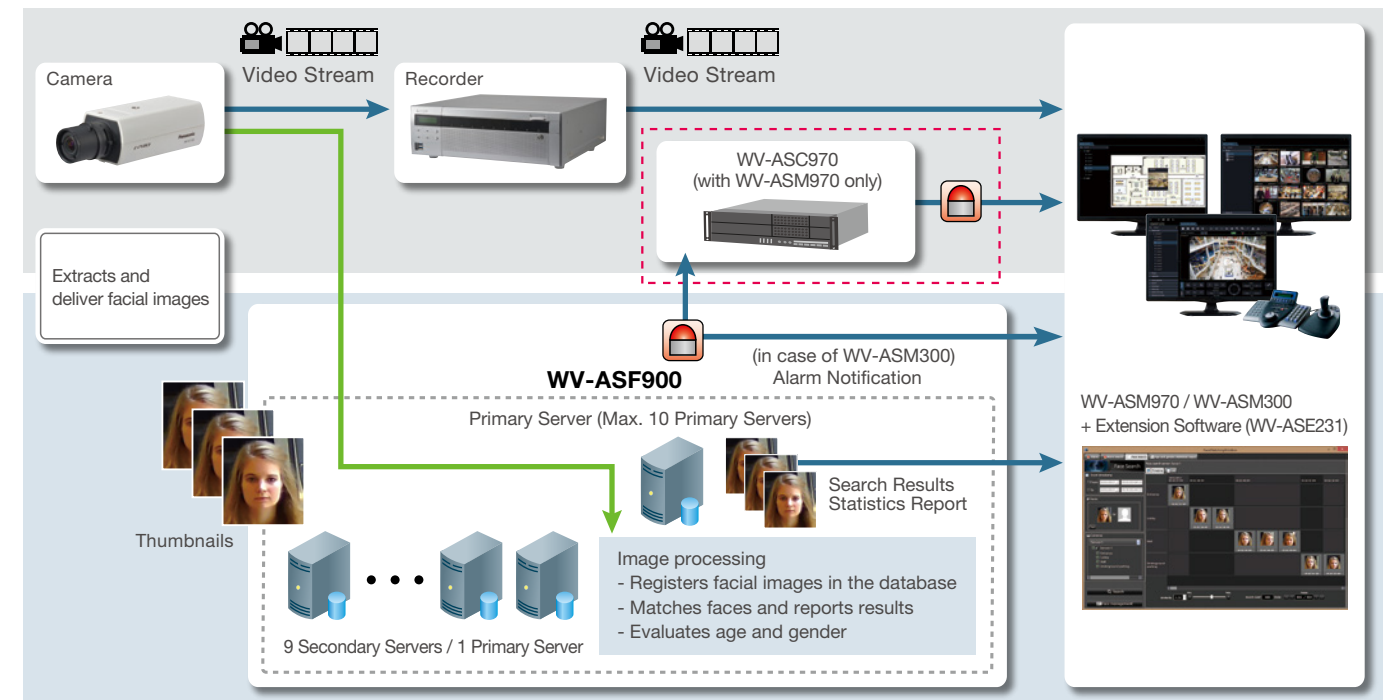 Camera
Video Stream
Recorder
Video Stream
WV-ASC970
(with WV-ASM970 only)
Extracts and
deliver facial images
(in case of WV-ASM300)
Alarm Notification
WV-ASF900
Primary Server (Max. 10 Primary Servers)
Search Results
Statistics Report
Thumbnails
Image processing
- Registers facial images in the database
- Matches faces and reports results
- Evaluates age and gender
9 Secondary Servers / 1 Primary Server
WV-ASM970 / WV-ASM300
+ Extension Software (WV-ASE231)
Face Search